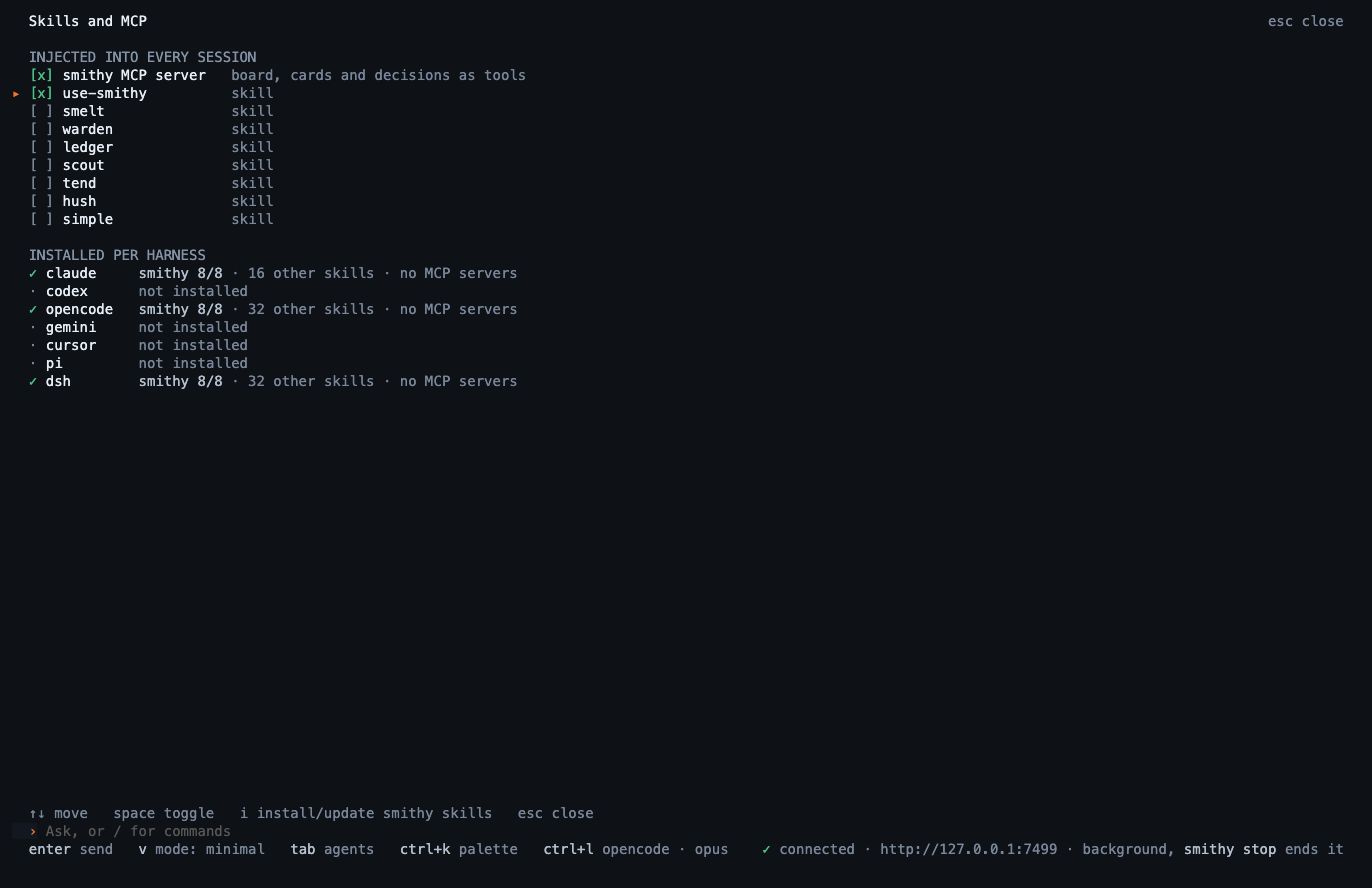 Skills and MCP esc close
INJECTED INTO EVERY SESSION
[x] smithy MCP server board, cards and decisions as tools
▸ [x] use-smithy skill
[ ] smelt skill
[ ] warden skill
[ ] ledger skill
[ ] scout skill
[ ] tend skill
[ ] hush skill
[ ] simple skill
INSTALLED PER HARNESS
✓ claude smithy 8/8 · 16 other skills · no MCP servers
· codex not installed
✓ opencode smithy 8/8 · 32 other skills · no MCP servers
· gemini not installed
· cursor not installed
· pi not installed
✓ dsh smithy 8/8 · 32 other skills · no MCP servers
↑↓ move space toggle i install/update smithy skills esc close
› Ask, or / for commands
enter send v mode: minimal tab agents ctrl+k palette ctrl+l opencode · opus ✓ connected · http://127.0.0.1:7499 · background, smithy stop ends it